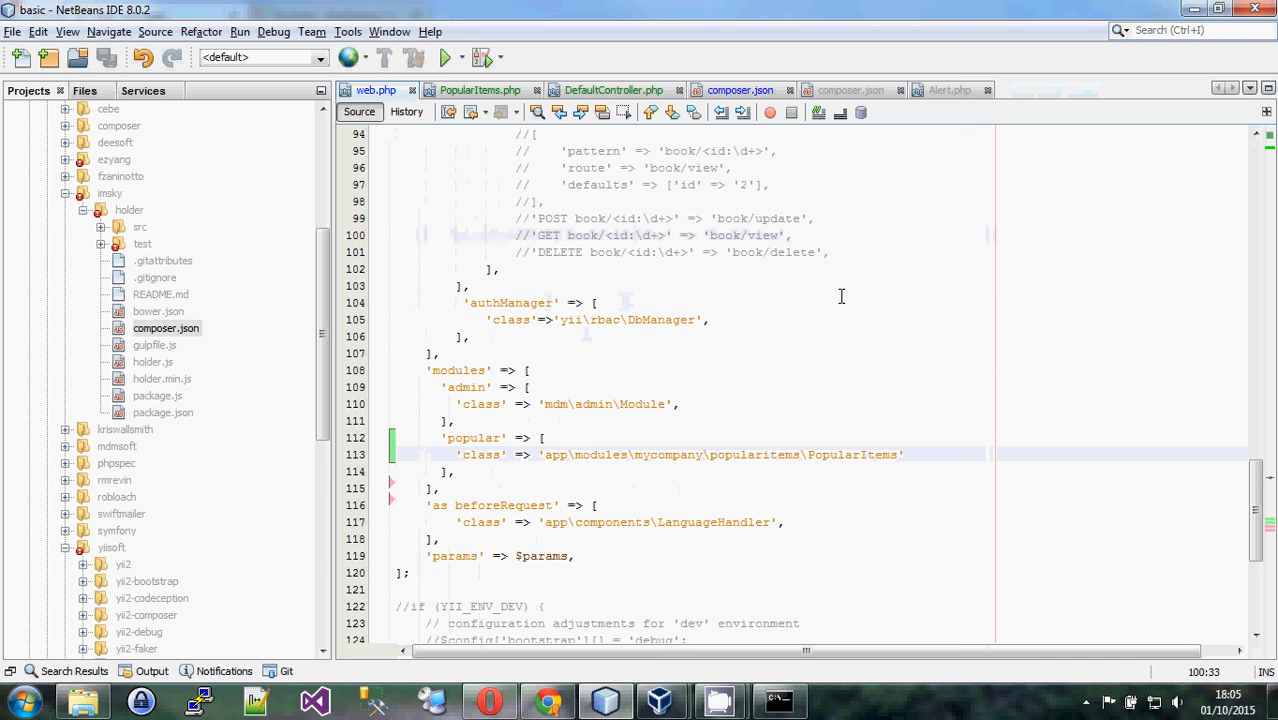 basic - NetBeans IDE 8.0.2
File Edit View Navigate Source Refactor Run Debug Team Tools Window Help
Search (Ctrl+I)
<default>
Projects Files Services
web.php PopularItems.php DefaultController.php composer.json composer.json Alert.php
Source History
cebe
composer
deesoft
ezyang
fzaninotto
imsky
holder
src
test
.gitattributes
.gitignore
README.md
bower.json
composer.json
gulpfile.js
holder.js
holder.min.js
package.js
package.json
kriswallsmith
mdmsoft
phpspec
rmrevin
robloach
swiftmailer
symfony
yiisoft
yii2
yii2-bootstrap
yii2-codeception
yii2-composer
yii2-debug
yii2-faker
94 //[
95 // 'pattern' => 'book/<id:\d+>',
96 // 'route' => 'book/view',
97 // 'defaults' => ['id' => '2'],
98 //],
99 //'POST book/<id:\d+>' => 'book/update',
100 //'GET book/<id:\d+>' => 'book/view',
101 //'DELETE book/<id:\d+>' => 'book/delete',
102 ],
103 ],
104 'authManager' => [
105 'class'=>'yii\rbac\DbManager',
106 ],
107 ],
108 'modules' => [
109 'admin' => [
110 'class' => 'mdm\admin\Module',
111 ],
112 'popular' => [
113 'class' => 'app\modules\mycompany\popularitems\PopularItems'
114 ],
115 ],
116 'as beforeRequest' => [
117 'class' => 'app\components\LanguageHandler',
118 ],
119 'params' => $params,
120 ];
121
122 //if (YII_ENV_DEV) {
123 // configuration adjustments for 'dev' environment
124 //$config['bootstrap'][] = 'debug';
Search Results Output Notifications Git
100:33 INS
18:05
01/10/2015